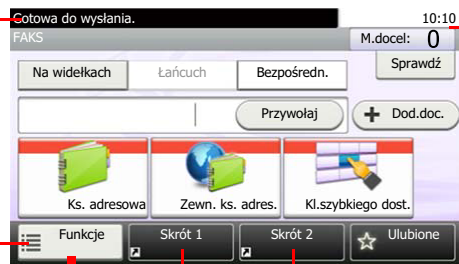 Gotowa do wysłania.
10:10
FAKS
M.docel: 0
Na widełkach
Łańcuch
Bezpośredn.
Sprawdź
Przywołaj
Dod.doc.
Ks. adresowa
Zewn. ks. adres.
Kl.szybkiego dost.
Funkcje
Skrót 1
Skrót 2
Ulubione